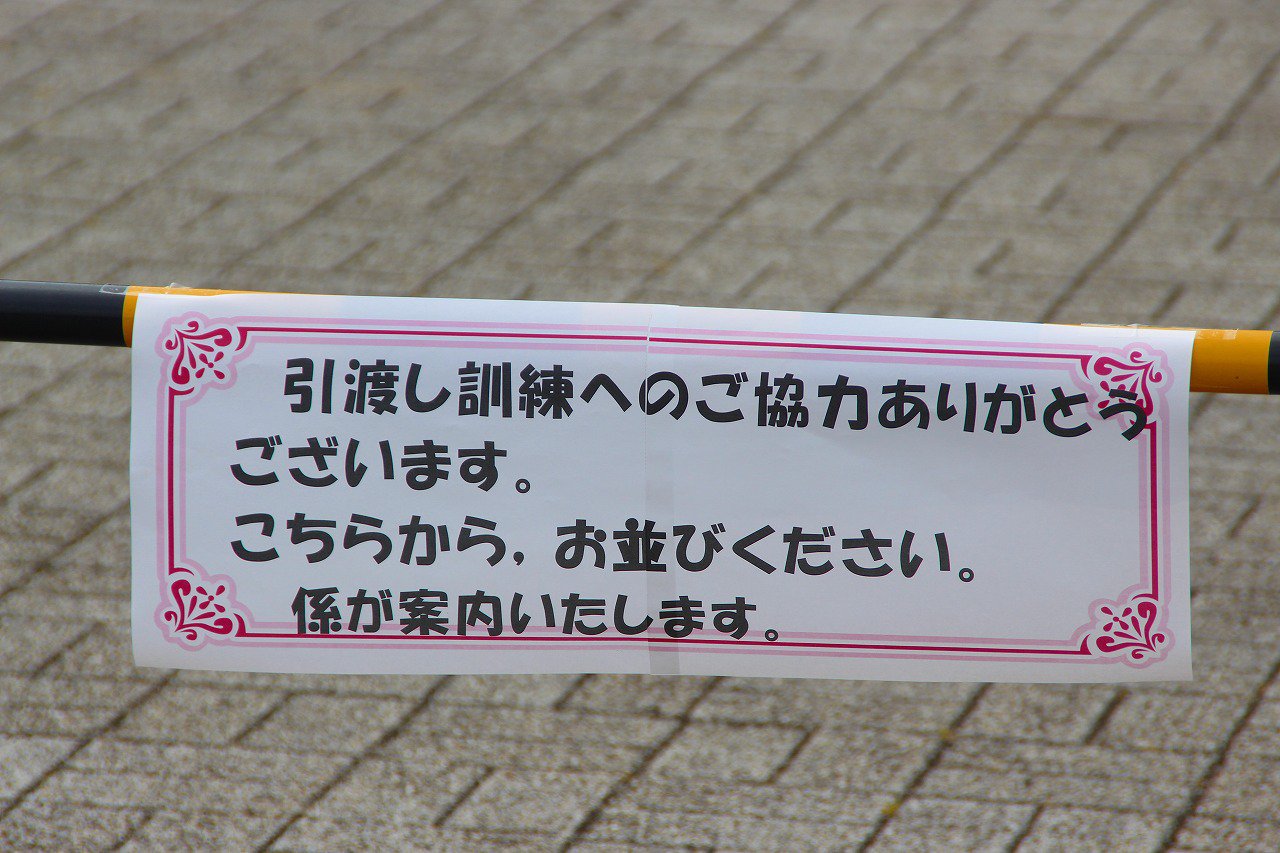 引渡し訓練へのご協力ありがとう
ございます。
こちらから，お並びください。
係が案内いたします。